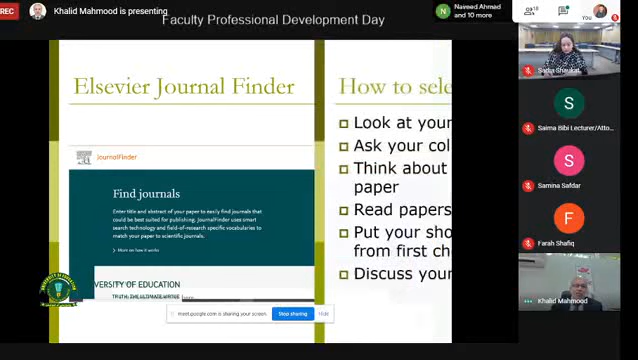 REC
Khalid Mahmood is presenting
Faculty Professional Development Day
N
Naveed Ahmad
and 10 more
18
You
Elsevier Journal Finder
JournalFinder
Find journals
Enter title and abstract of your paper to easily find journals that
could be best suited for publishing. JournalFinder uses smart
search technology and field-of-research specific vocabularies to
match your paper to scientific journals.
More on how it works
VERSITY OF EDUCATION
TRUTH: THE ULTIMATE VIRTUE
here
How to sele
Look at your
Ask your col
Think about
paper
Read papers
Put your sho
from first ch
Discuss your
meet.google.com is sharing your screen.
Stop sharing
Hide
Sadia Shaukat
S
Saima Bibi Lecturer/Atto...
S
Samina Safdar
F
Farah Shafiq
Khalid Mahmood